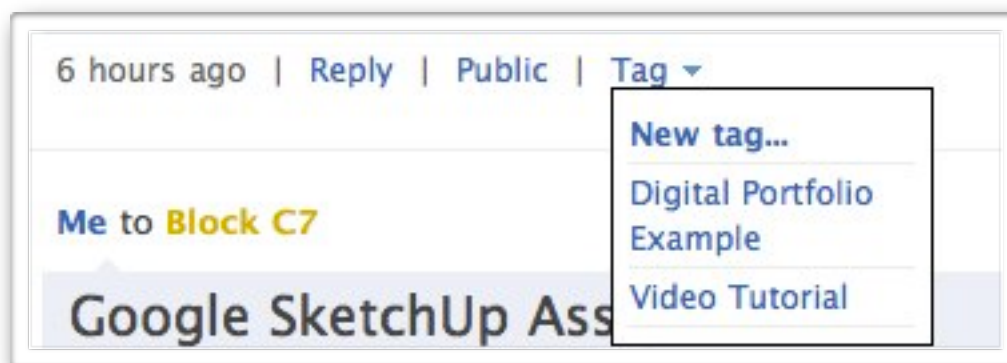 6 hours ago | Reply | Public | Tag
New tag...
Digital Portfolio
Example
Video Tutorial
Me to Block C7
Google SketchUp Ass